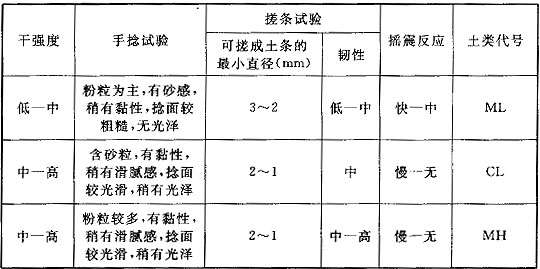 干强度 手捻试验 搓条试验 摇震反应 土类代号
可搓成土条的
最小直径(mm) 韧性
低一中 粉粒为主,有砂感,
稍有黏性,捻面较
粗糙,无光泽 3～2 低一中 快一中 ML
中一高 含砂粒,有黏性,
稍有滑腻感,捻面
较光滑,稍有光泽 2～1 中 慢一无 CL
中一高 粉粒较多,有黏性,
稍有滑腻感,捻面
较光滑,稍有光泽 2～1 中一高 慢一无 MH